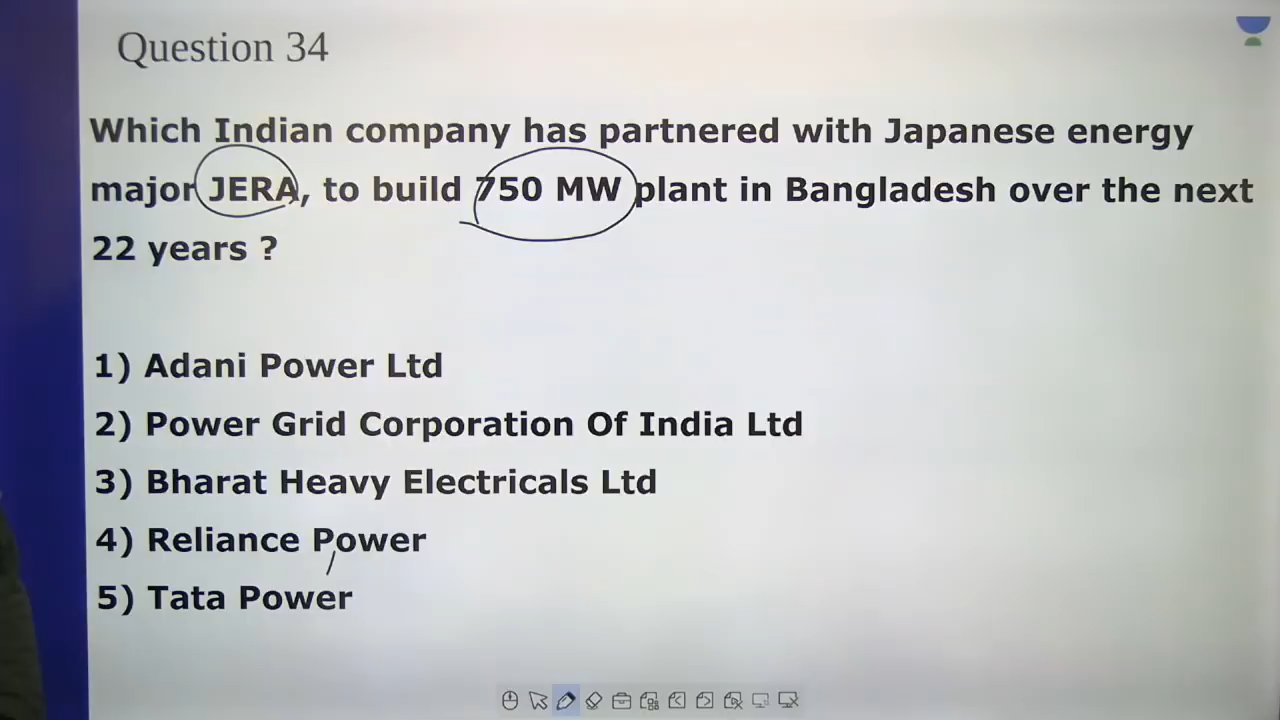 Question 34
Which Indian company has partnered with Japanese energy
major JERA, to build 750 MW plant in Bangladesh over the next
22 years ?
1) Adani Power Ltd
2) Power Grid Corporation Of India Ltd
3) Bharat Heavy Electricals Ltd
4) Reliance Power
5) Tata Power